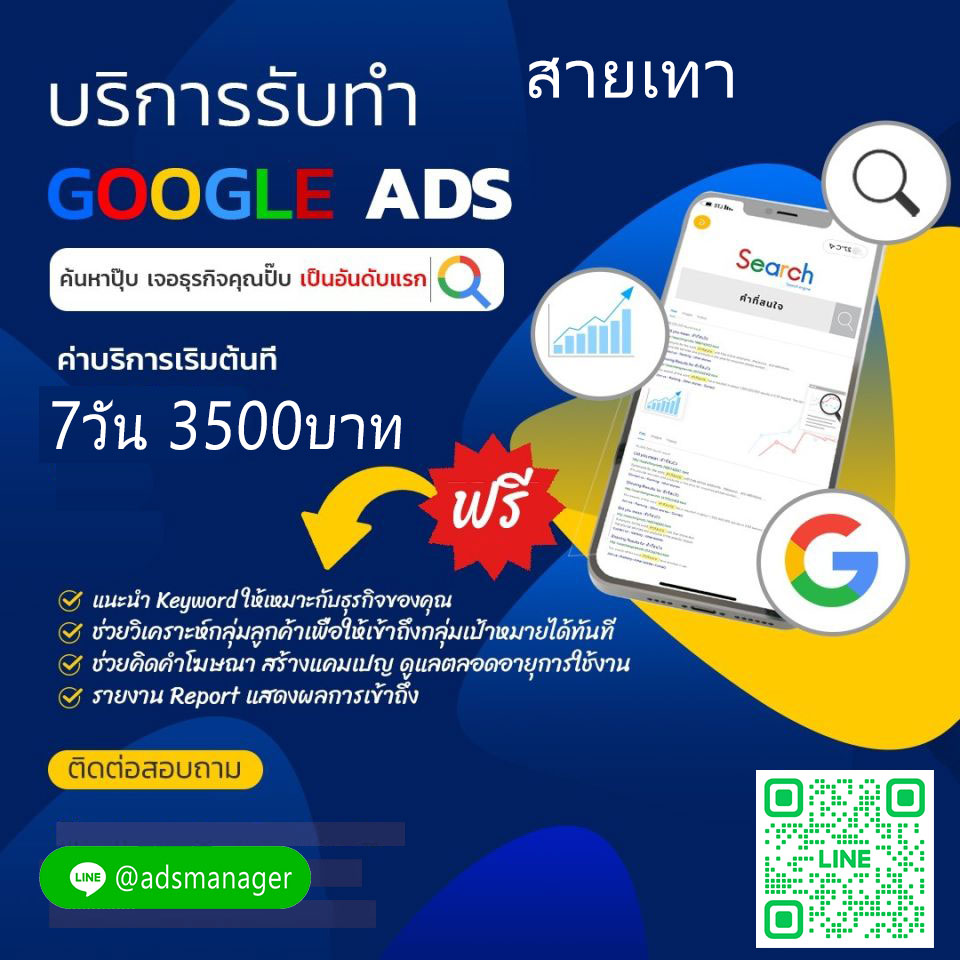 บริการรับทำ
สายเทา
GOOGLE ADS
ค้นหาปุ๊บ เจอธุรกิจคุณปั๊บ เป็นอันดับแรก
ค่าบริการเริ่มต้นที่
7วัน 3500บาท
ฟรี
Search
คำที่สนใจ
แนะนำ Keyword ให้เหมาะกับธุรกิจของคุณ
ช่วยวิเคราะห์กลุ่มลูกค้าเพื่อให้เข้าถึงกลุ่มเป้าหมายได้ทันที
ช่วยคิดคำโฆษณา สร้างแคมเปญ ดูแลตลอดอายุการใช้งาน
รายงาน Report แสดงผลการเข้าถึง
ติดต่อสอบถาม
LINE @adsmanager
LINE